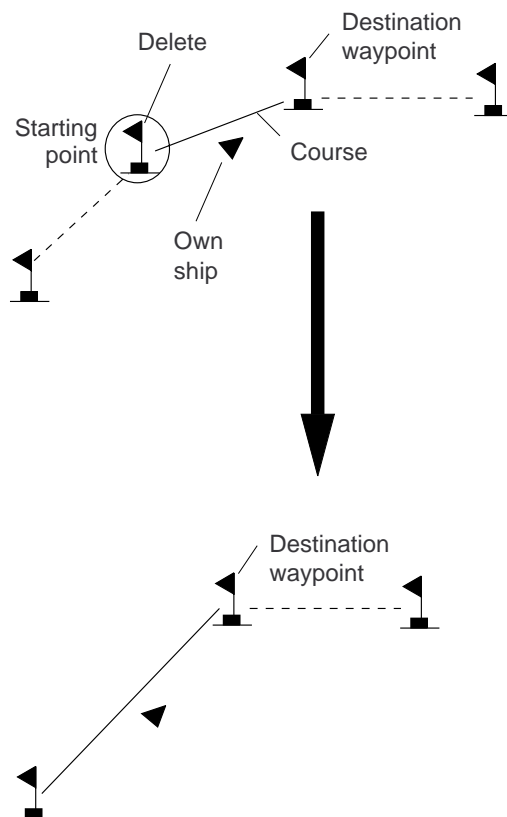 Delete
Destination
waypoint
Starting
point
Course
Own
ship
Destination
waypoint